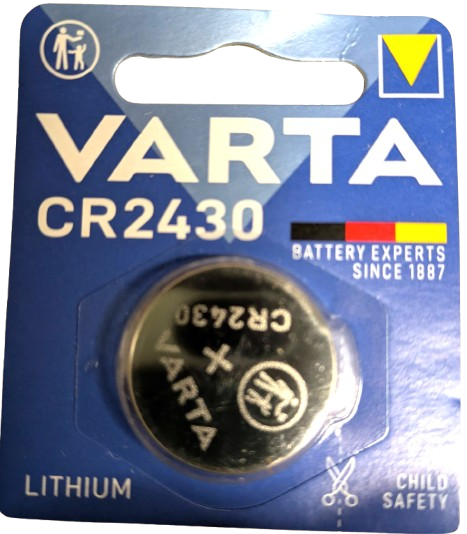 VARTA
CR2430
BATTERY EXPERTS
SINCE 1887
CR2430
+
VARTA
LITHIUM
CHILD
SAFETY